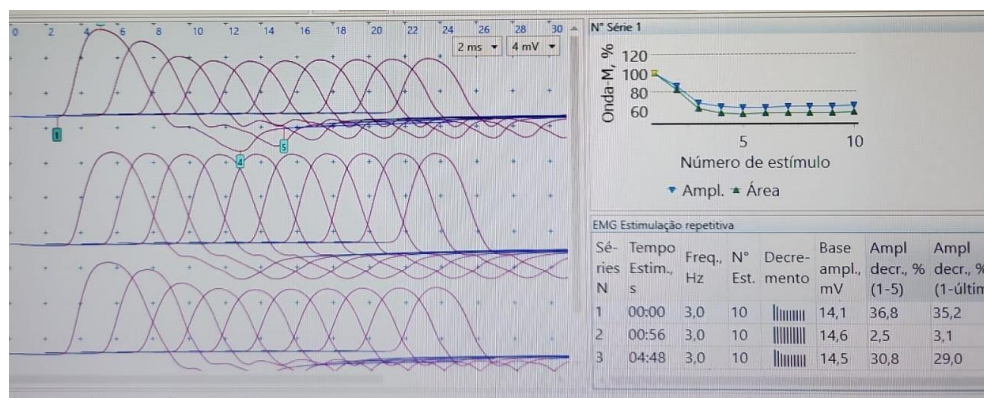 0 2 4 6 8 10 12 14 16 18 20 22 24 26 28 30
2 ms 4 mV
1
4
5
N° Série 1
Onda-M, %
120
100
80
60
5 10
Número de estímulo
Ampl. Área
EMG Estimulação repetitiva
Sé- Tempo Base Ampl Ampl
ries Estim., Freq., N° Decre- ampl., decr., % decr., %
N s Hz Est. mento mV (1-5) (1-últim
1 00:00 3,0 10 14,1 36,8 35,2
2 00:56 3,0 10 14,6 2,5 3,1
3 04:48 3,0 10 14,5 30,8 29,0